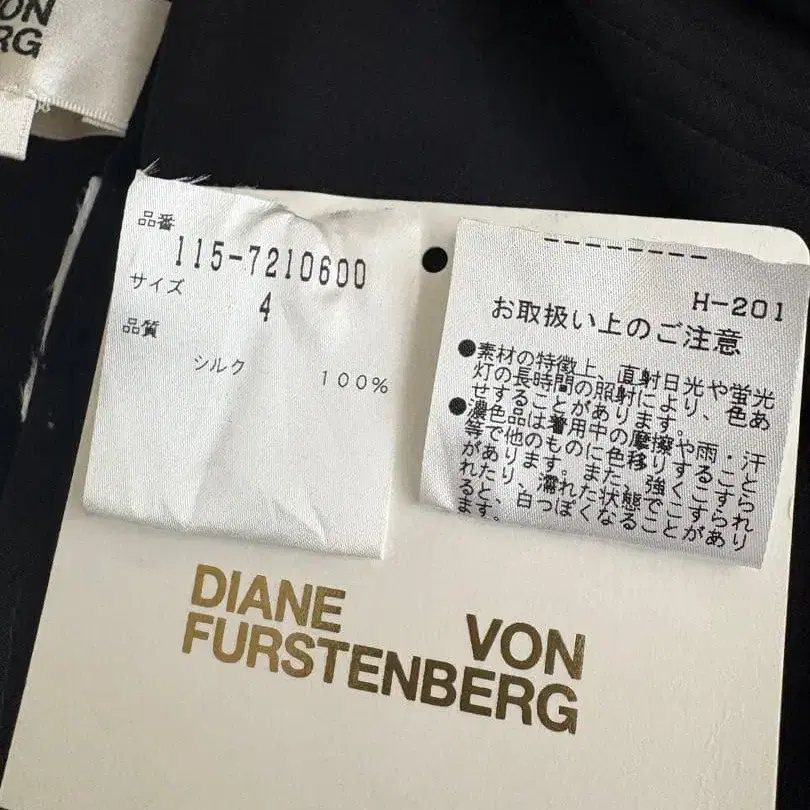 ON
RG
品番
115-7210600
サイズ
4
品質
シルク 100%
H-201
お取扱い上のご注意
●素材の特徴上、直射日光や蛍光
灯の長時間の照射により、色あ
せすることがあります。
●濃色品は着用中の摩擦や雨・汗
等で他のものに色移りすること
があります。また、強くこすら
れたり、濡れた状態でこすられ
ると、白っぽくなることがあり
ます。
DIANE VON
FURSTENBERG